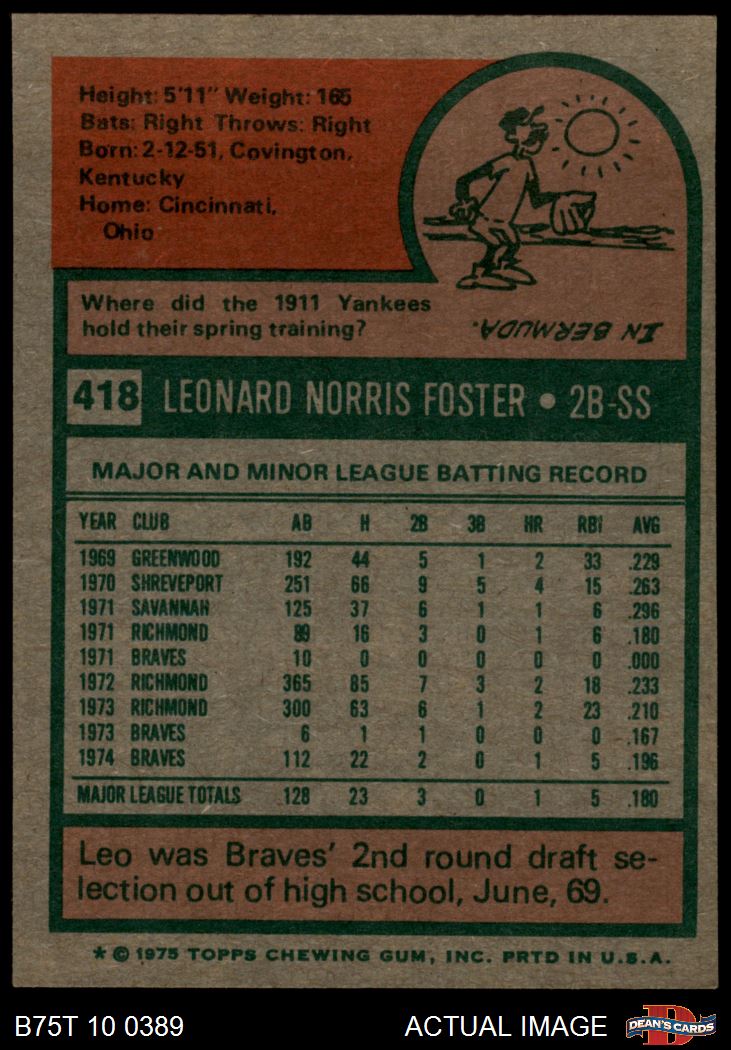 Height: 5'11" Weight: 165
Bats: Right Throws: Right
Born: 2-12-51, Covington,
Kentucky
Home: Cincinnati,
Ohio
Where did the 1911 Yankees
hold their spring training?
IN BERMUDA.
418 LEONARD NORRIS FOSTER • 2B-SS
MAJOR AND MINOR LEAGUE BATTING RECORD
YEAR CLUB AB H 2B 3B HR RBI AVG
1969 GREENWOOD 192 44 5 1 2 33 .229
1970 SHREVEPORT 251 66 9 5 4 15 .263
1971 SAVANNAH 125 37 6 1 1 6 .296
1971 RICHMOND 89 16 3 0 1 6 .180
1971 BRAVES 10 0 0 0 0 0 .000
1972 RICHMOND 365 85 7 3 2 18 .233
1973 RICHMOND 300 63 6 1 2 23 .210
1973 BRAVES 6 1 1 0 0 0 .167
1974 BRAVES 112 22 2 0 1 5 .196
MAJOR LEAGUE TOTALS 128 23 3 0 1 5 .180
Leo was Braves' 2nd round draft se-
lection out of high school, June, 69.
* © 1975 TOPPS CHEWING GUM, INC. PRTD IN U.S.A.
B75T 10 0389 ACTUAL IMAGE DEAN'S CARDS